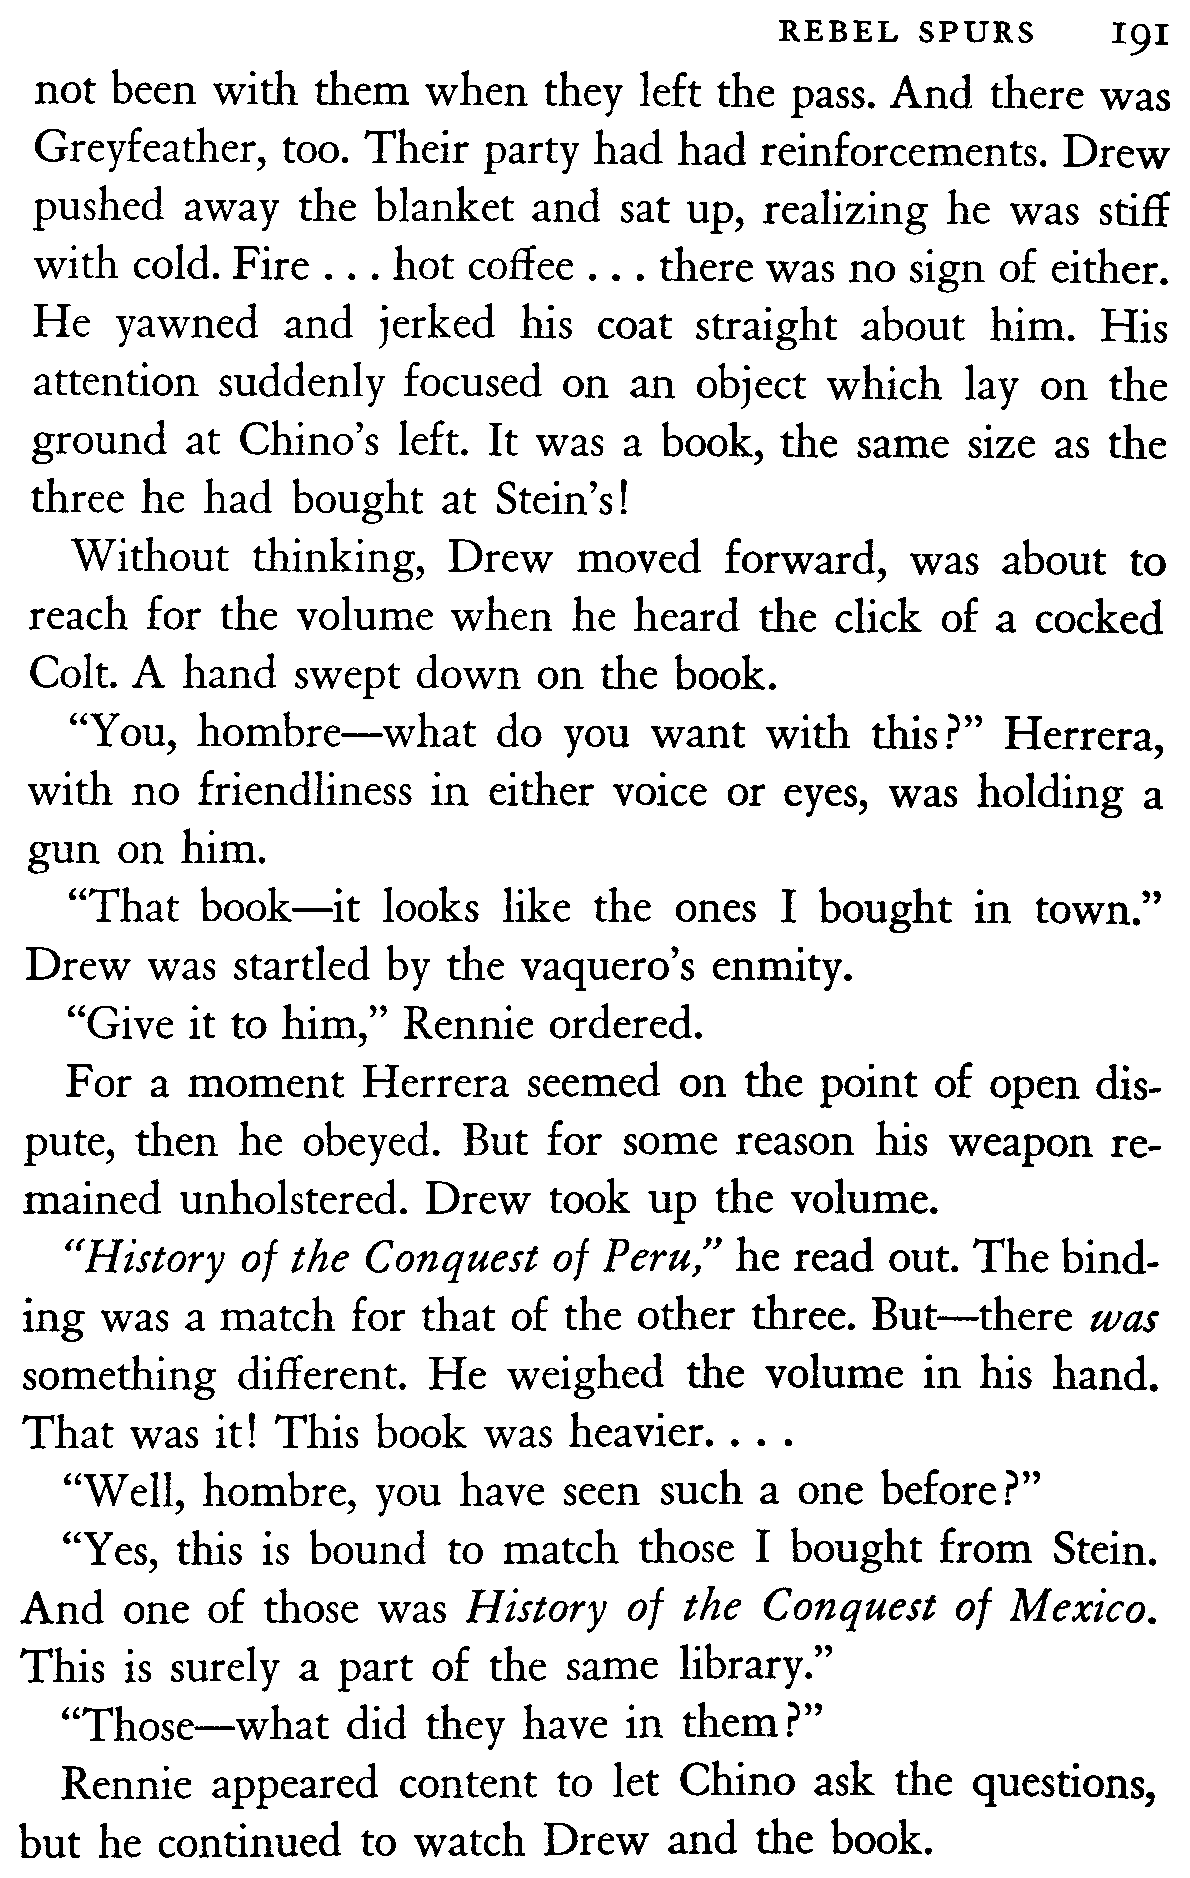 REBEL SPURS 191
not been with them when they left the pass. And there was
Greyfeather, too. Their party had had reinforcements. Drew
pushed away the blanket and sat up, realizing he was stiff
with cold. Fire . . . hot coffee . . . there was no sign of either.
He yawned and jerked his coat straight about him. His
attention suddenly focused on an object which lay on the
ground at Chino's left. It was a book, the same size as the
three he had bought at Stein's!
Without thinking, Drew moved forward, was about to
reach for the volume when he heard the click of a cocked
Colt. A hand swept down on the book.
“You, hombre—what do you want with this?” Herrera,
with no friendliness in either voice or eyes, was holding a
gun on him.
“That book—it looks like the ones I bought in town.”
Drew was startled by the vaquero's enmity.
“Give it to him,” Rennie ordered.
For a moment Herrera seemed on the point of open dis-
pute, then he obeyed. But for some reason his weapon re-
mained unholstered. Drew took up the volume.
“History of the Conquest of Peru,” he read out. The bind-
ing was a match for that of the other three. But—there was
something different. He weighed the volume in his hand.
That was it! This book was heavier. . . .
“Well, hombre, you have seen such a one before?”
“Yes, this is bound to match those I bought from Stein.
And one of those was History of the Conquest of Mexico.
This is surely a part of the same library.”
“Those—what did they have in them?”
Rennie appeared content to let Chino ask the questions,
but he continued to watch Drew and the book.